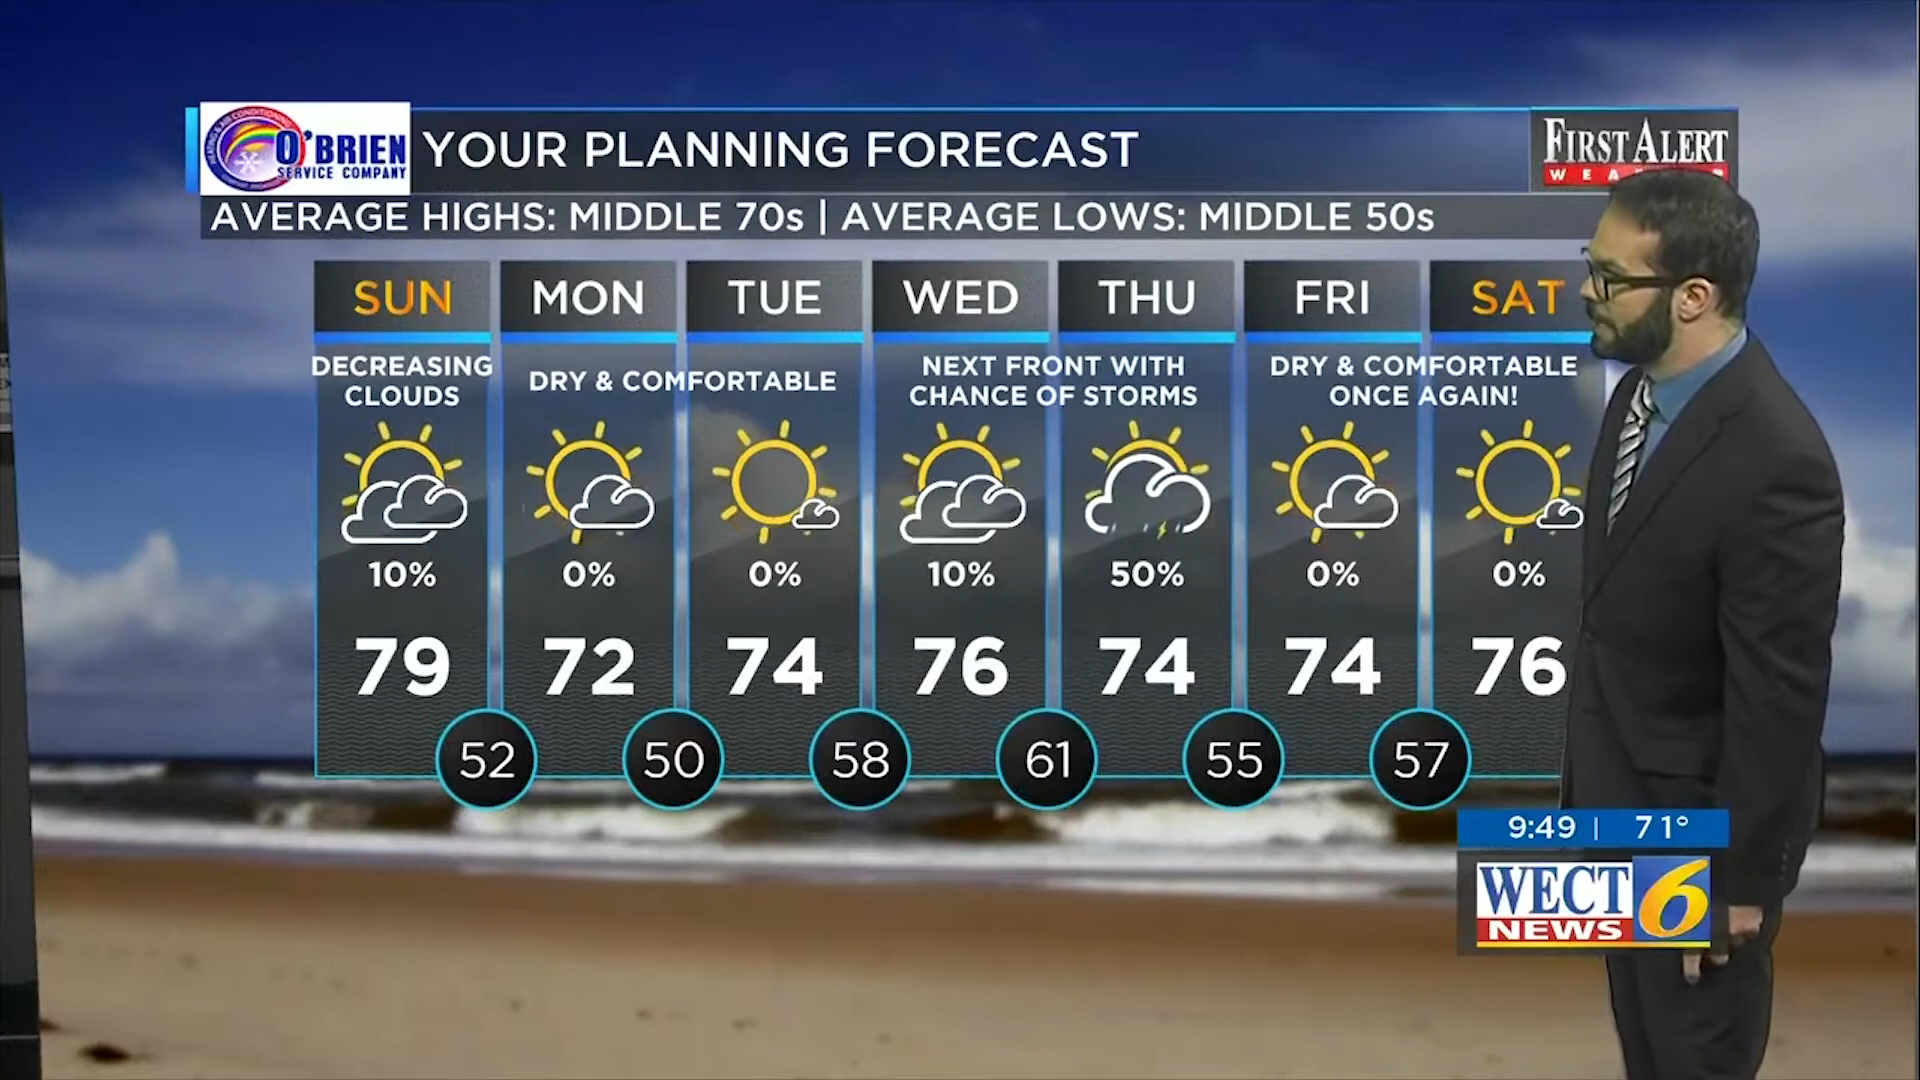 HEATING & AIR CONDITIONING
O'BRIEN
SERVICE COMPANY
YOUR PLANNING FORECAST
FIRST ALERT
AVERAGE HIGHS: MIDDLE 70s | AVERAGE LOWS: MIDDLE 50s
SUN MON TUE WED THU FRI SAT
DECREASING
CLOUDS
DRY & COMFORTABLE
NEXT FRONT WITH
CHANCE OF STORMS
DRY & COMFORTABLE
ONCE AGAIN!
10% 0% 0% 10% 50% 0% 0%
79 72 74 76 74 74 76
52 50 58 61 55 57
9:49 | 71°
WECT 6
NEWS